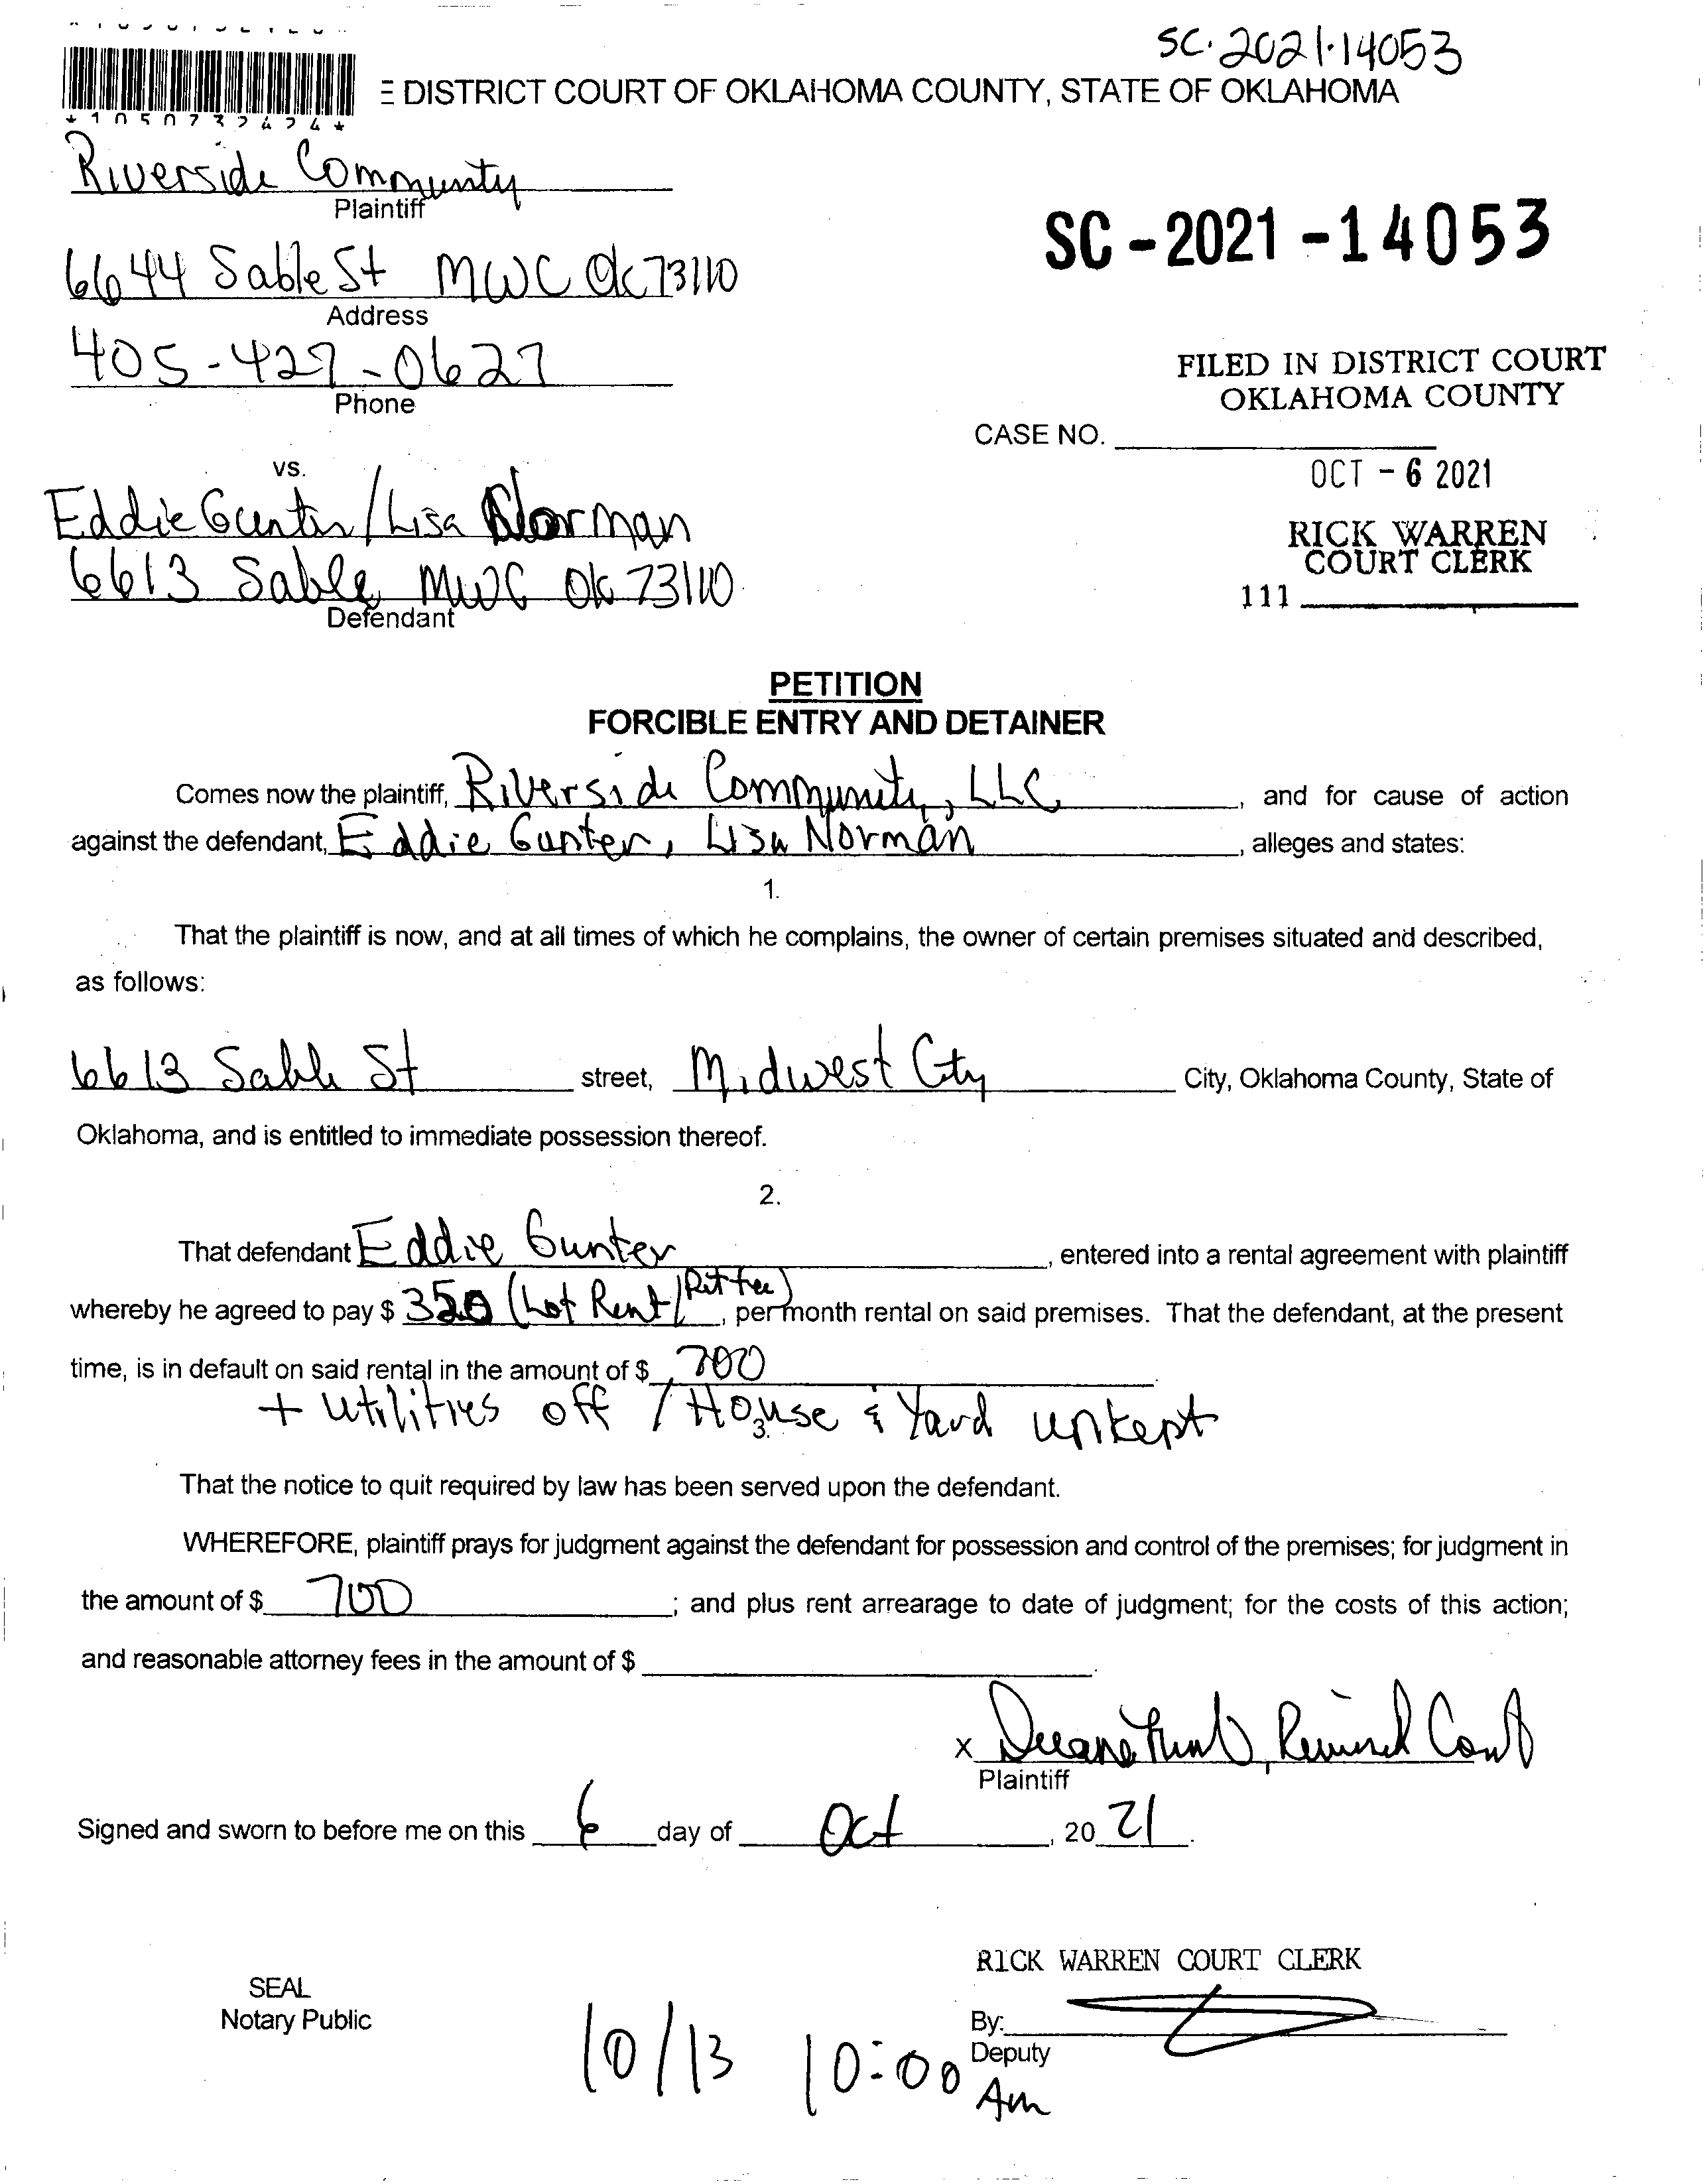 SC-2021-14053
DISTRICT COURT OF OKLAHOMA COUNTY, STATE OF OKLAHOMA
*1050732424*
Riverside Community
Plaintiff
SC-2021-14053
6644 Sable St MWC OK 73110
Address
405-427-0627
Phone
FILED IN DISTRICT COURT
OKLAHOMA COUNTY
CASE NO.
OCT - 6 2021
vs.
Eddie Gunter/Lisa Norman
RICK WARREN
COURT CLERK
6613 Sable MWC OK 73110
Defendant
111
PETITION
FORCIBLE ENTRY AND DETAINER
Comes now the plaintiff, Riverside Community, LLC, and for cause of action
against the defendant, Eddie Gunter, Lisa Norman, alleges and states:
1.
That the plaintiff is now, and at all times of which he complains, the owner of certain premises situated and described,
as follows:
6613 Sable St street, Midwest City City, Oklahoma County, State of
Oklahoma, and is entitled to immediate possession thereof.
2.
That defendant Eddie Gunter, entered into a rental agreement with plaintiff
whereby he agreed to pay $ 350 (Lot Rent/Pet fee), per month rental on said premises. That the defendant, at the present
time, is in default on said rental in the amount of $ 700.
+ utilities off / House & Yard unkept
3.
That the notice to quit required by law has been served upon the defendant.
WHEREFORE, plaintiff prays for judgment against the defendant for possession and control of the premises; for judgment in
the amount of $ 700; and plus rent arrearage to date of judgment; for the costs of this action;
and reasonable attorney fees in the amount of $
X
Plaintiff
Signed and sworn to before me on this 6 day of Oct, 20 21.
RICK WARREN COURT CLERK
SEAL
Notary Public
By:
Deputy
10/13 10:00 Am